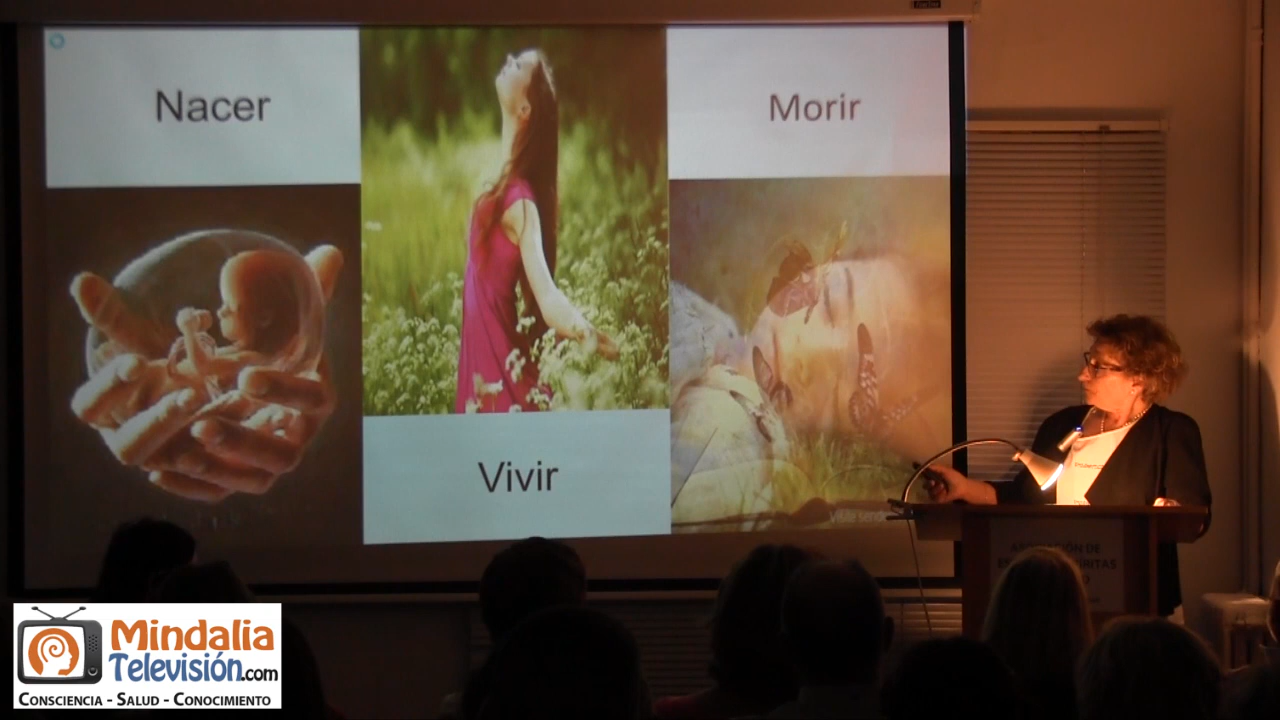 Nacer
Morir
Vivir
Mindalia
Televisión.com
CONSCIENCIA - SALUD - CONOCIMIENTO